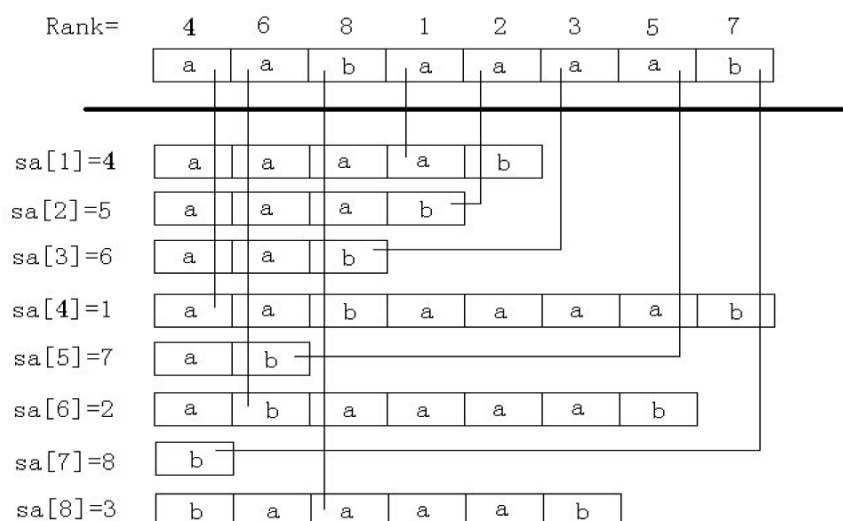 Rank= 4 6 8 1 2 3 5 7
a a b a a a a b
sa[1]=4 a a a a b
sa[2]=5 a a a b
sa[3]=6 a a b
sa[4]=1 a a b a a a a b
sa[5]=7 a b
sa[6]=2 a b a a a a b
sa[7]=8 b
sa[8]=3 b a a a a b